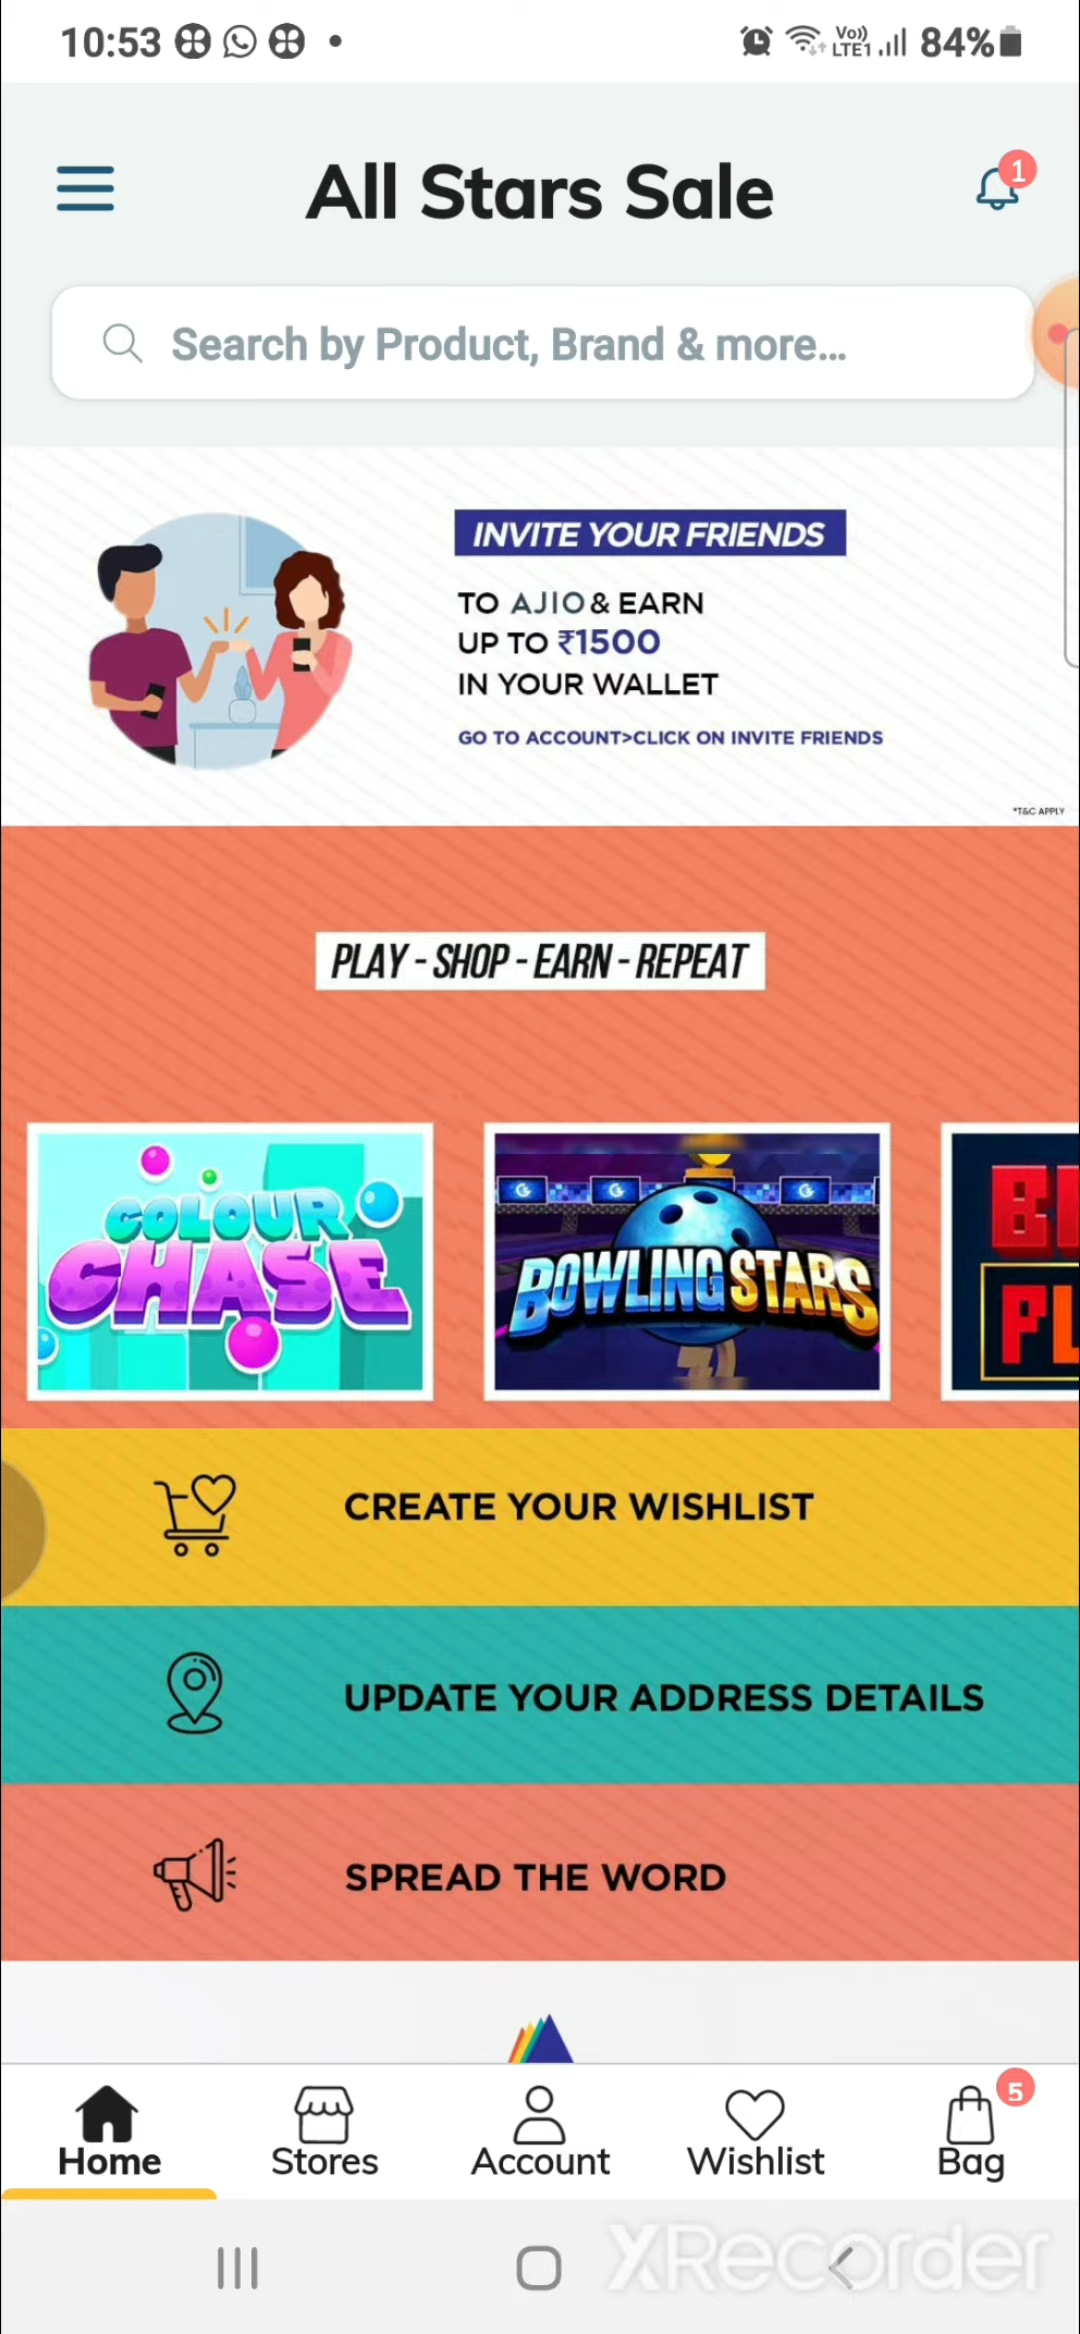 10:53
Vo)) LTE1 84%
All Stars Sale
1
Search by Product, Brand & more...
INVITE YOUR FRIENDS
TO AJIO & EARN
UP TO ₹1500
IN YOUR WALLET
GO TO ACCOUNT>CLICK ON INVITE FRIENDS
*T&C APPLY
PLAY - SHOP - EARN - REPEAT
COLOUR
CHASE
G G G
BOWLING STARS
CREATE YOUR WISHLIST
UPDATE YOUR ADDRESS DETAILS
SPREAD THE WORD
5
Home Stores Account Wishlist Bag
XRecorder